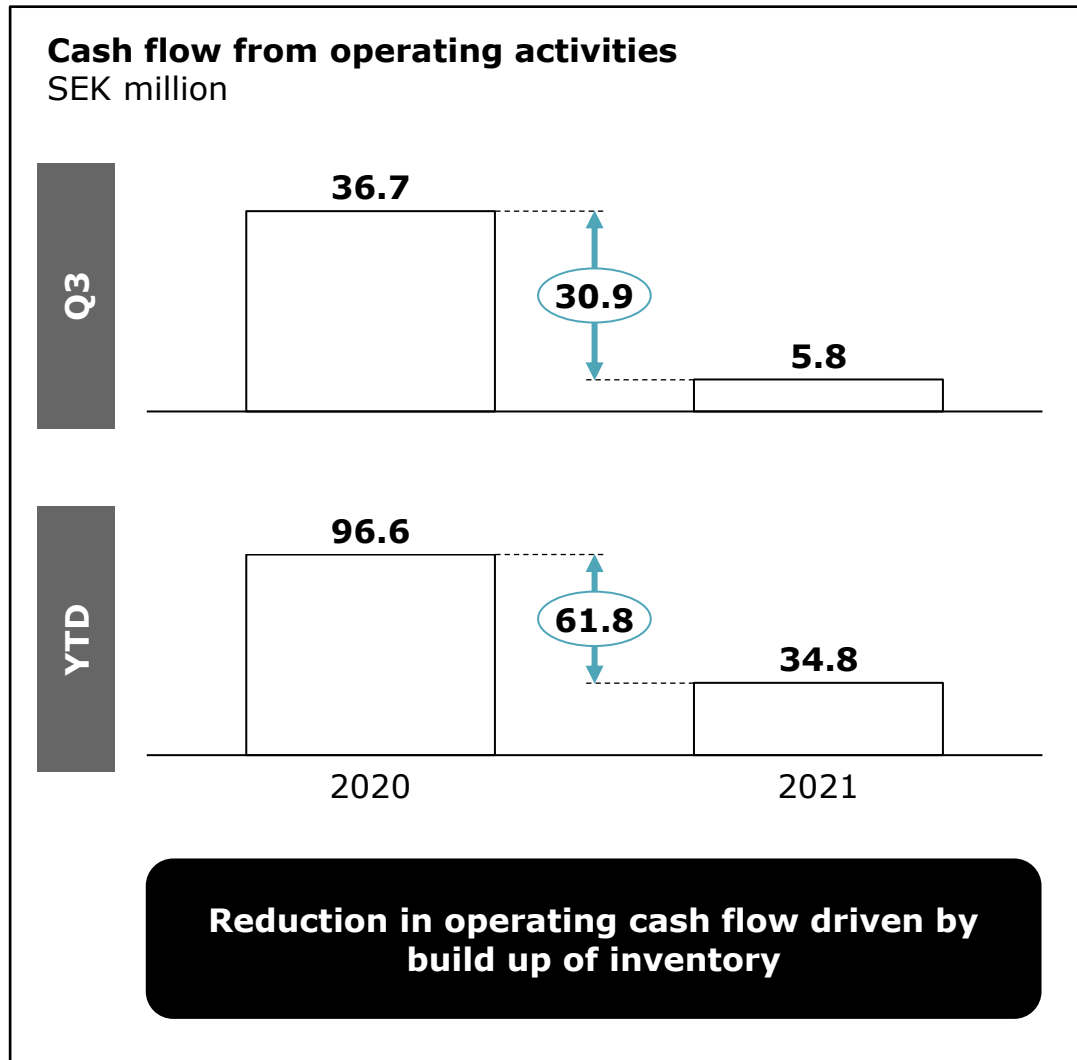 Cash flow from operating activities
SEK million
Q3
36.7
30.9
5.8
YTD
96.6
61.8
34.8
2020
2021
Reduction in operating cash flow driven by
build up of inventory